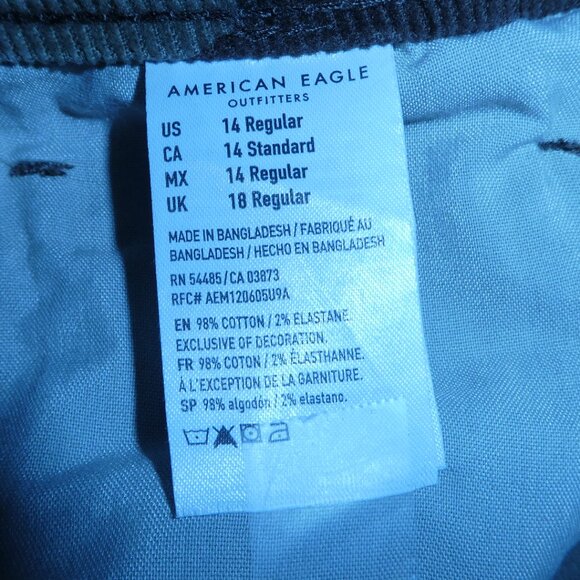 AMERICAN EAGLE
OUTFITTERS
US 14 Regular
CA 14 Standard
MX 14 Regular
UK 18 Regular
MADE IN BANGLADESH / FABRIQUÉ AU
BANGLADESH / HECHO EN BANGLADESH
RN 54485 / CA 03873
RFC# AEM120605U9A
EN 98% COTTON / 2% ELASTANE.
EXCLUSIVE OF DECORATION.
FR 98% COTON / 2% ÉLASTHANNE.
À L'EXCEPTION DE LA GARNITURE.
SP 98% algodón / 2% elastano.